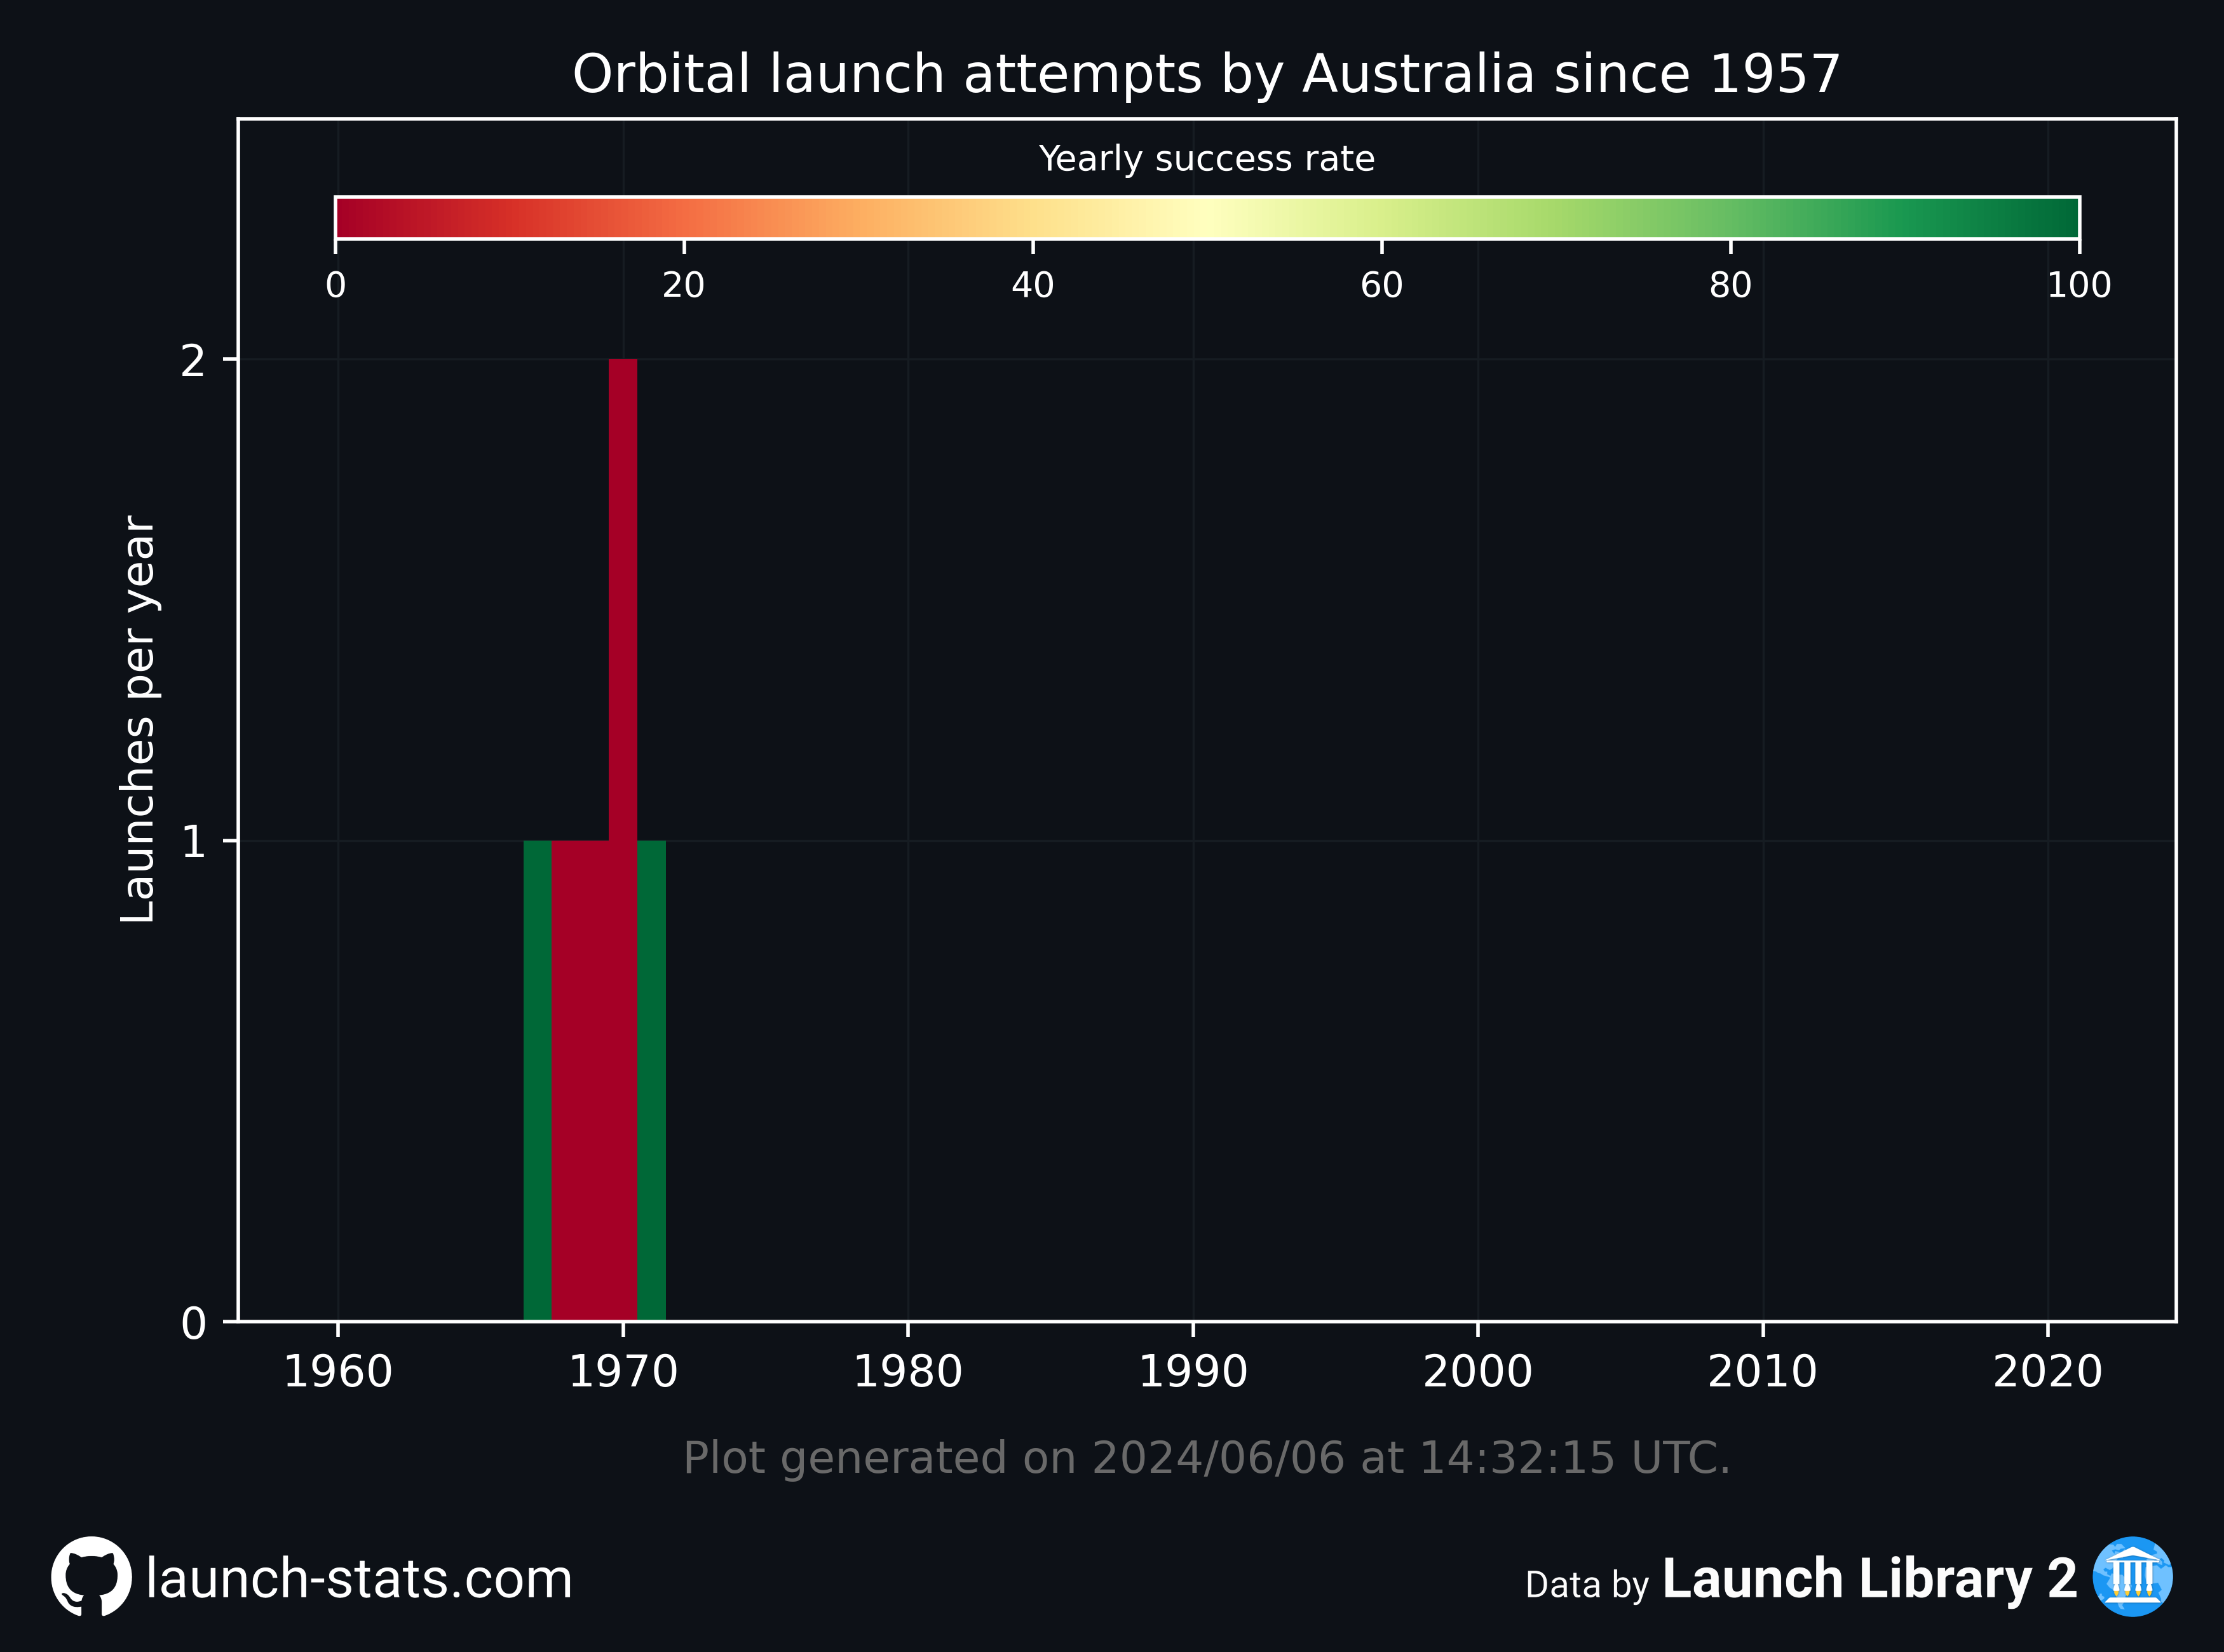 Orbital launch attempts by Australia since 1957
Yearly success rate
0 20 40 60 80 100
Launches per year
2
1
0
1960 1970 1980 1990 2000 2010 2020
Plot generated on 2024/06/06 at 14:32:15 UTC.
launch-stats.com
Data by Launch Library 2